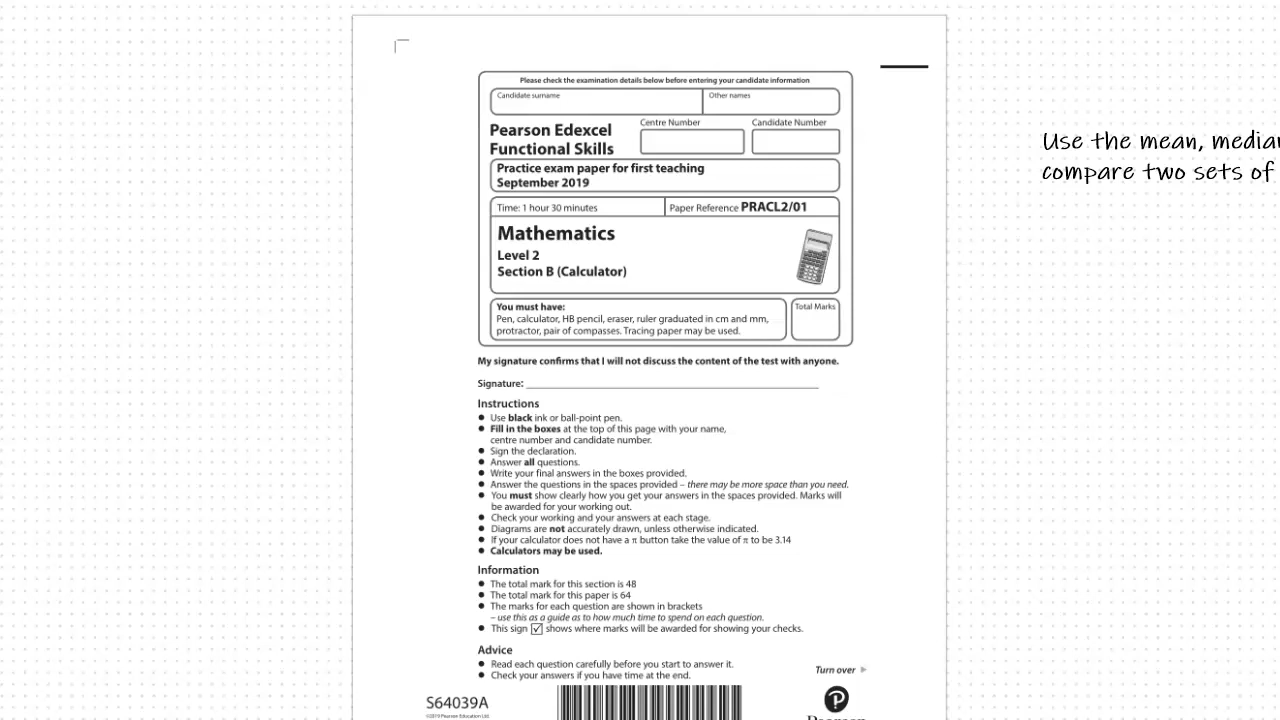 Please check the examination details below before entering your candidate information
Candidate surname
Other names
Pearson Edexcel
Functional Skills
Centre Number
Candidate Number
Practice exam paper for first teaching
September 2019
Time: 1 hour 30 minutes
Paper Reference PRACL2/01
Mathematics
Level 2
Section B (Calculator)
You must have:
Pen, calculator, HB pencil, eraser, ruler graduated in cm and mm,
protractor, pair of compasses. Tracing paper may be used.
Total Marks
My signature confirms that I will not discuss the content of the test with anyone.
Signature:
Instructions
● Use black ink or ball-point pen.
● Fill in the boxes at the top of this page with your name,
centre number and candidate number.
● Sign the declaration.
● Answer all questions.
● Write your final answers in the boxes provided.
● Answer the questions in the spaces provided – there may be more space than you need.
● You must show clearly how you get your answers in the spaces provided. Marks will
be awarded for your working out.
● Check your working and your answers at each stage.
● Diagrams are not accurately drawn, unless otherwise indicated.
● If your calculator does not have a π button take the value of π to be 3.14
● Calculators may be used.
Information
● The total mark for this section is 48
● The total mark for this paper is 64
● The marks for each question are shown in brackets
– use this as a guide as to how much time to spend on each question.
● This sign ☑ shows where marks will be awarded for showing your checks.
Advice
● Read each question carefully before you start to answer it.
● Check your answers if you have time at the end.
Turn over
S64039A
©2019 Pearson Education Ltd.
Pearson
Use the mean, median
compare two sets of